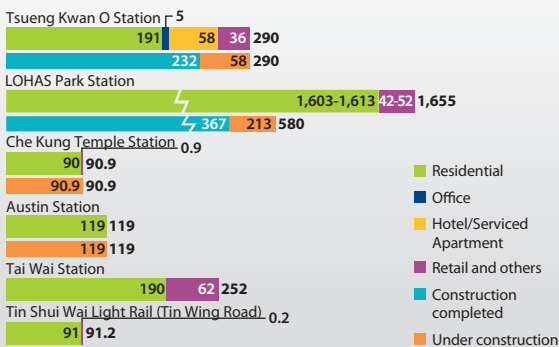 Tsueng Kwan O Station 5
191 58 36 290
232 58 290
LOHAS Park Station
1,603-1,613 42-52 1,655
367 213 580
Che Kung Temple Station 0.9
90 90.9
90.9 90.9
Austin Station
119 119
119 119
Tai Wai Station
190 62 252
Tin Shui Wai Light Rail (Tin Wing Road) 0.2
91 91.2
Residential
Office
Hotel/Serviced
Apartment
Retail and others
Construction
completed
Under construction